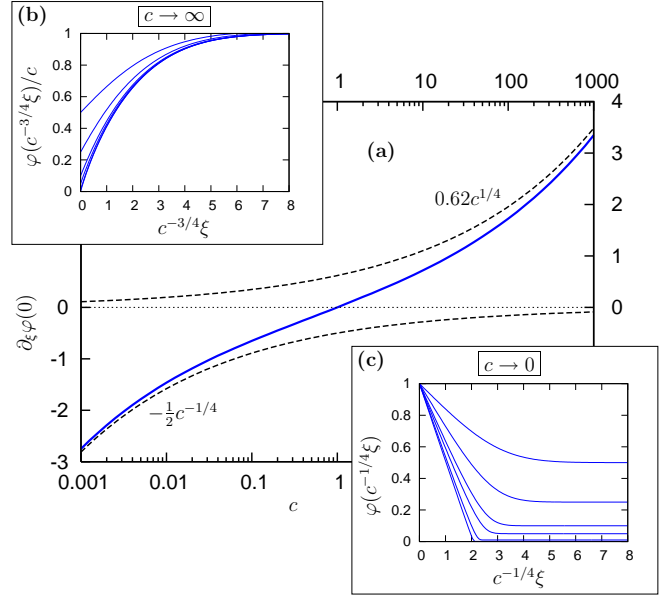 (b)
c → ∞
φ(c^{-3/4}ξ)/c
1
0.8
0.6
0.4
0.2
0
0 1 2 3 4 5 6 7 8
c^{-3/4}ξ
1 10 100 1000
(a)
4
3
2
1
0
0.62c^{1/4}
∂_ξφ(0)
0
-1
-2
-3
-\frac{1}{2}c^{-1/4}
0.001 0.01 0.1 1
c
(c)
c → 0
φ(c^{-1/4}ξ)
1
0.8
0.6
0.4
0.2
0
0 1 2 3 4 5 6 7 8
c^{-1/4}ξ